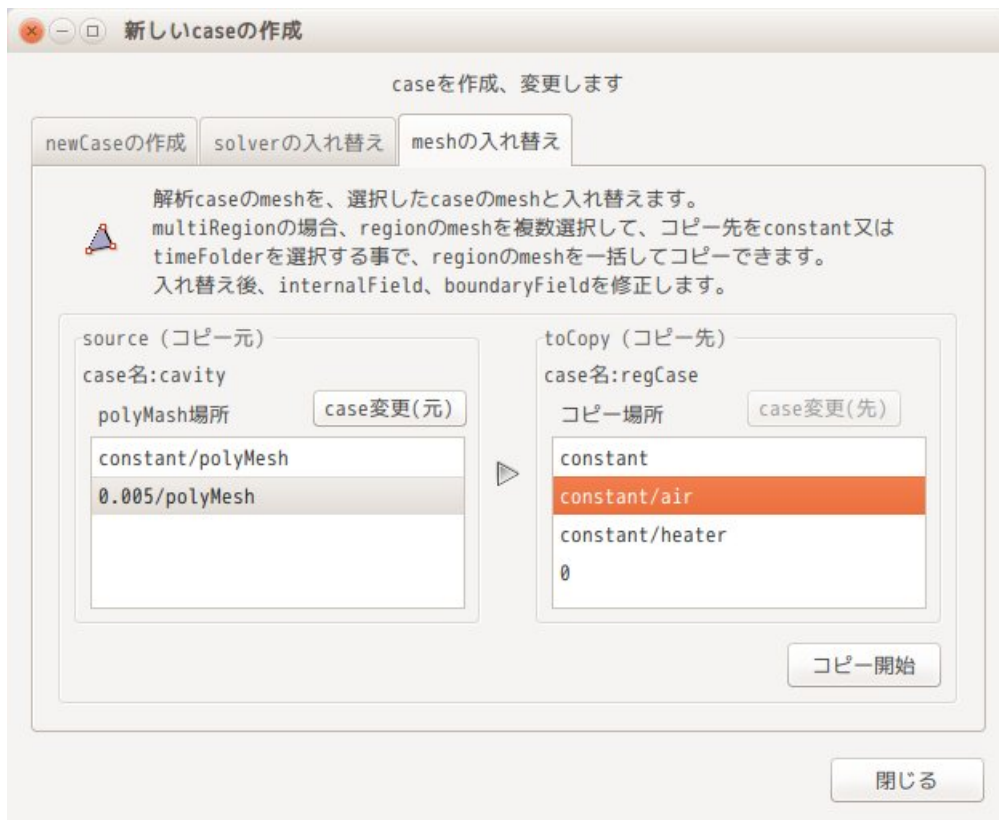 新しいcaseの作成
caseを作成、変更します
newCaseの作成
solverの入れ替え
meshの入れ替え
解析caseのmeshを、選択したcaseのmeshと入れ替えます。
multiRegionの場合、regionのmeshを複数選択して、コピー先をconstant又は
timeFolderを選択する事で、regionのmeshを一括してコピーできます。
入れ替え後、internalField、boundaryFieldを修正します。
source (コピー元)
case名:cavity
polyMash場所
case変更(元)
constant/polyMesh
0.005/polyMesh
toCopy (コピー先)
case名:regCase
コピー場所
case変更(先)
constant
constant/air
constant/heater
0
コピー開始
閉じる